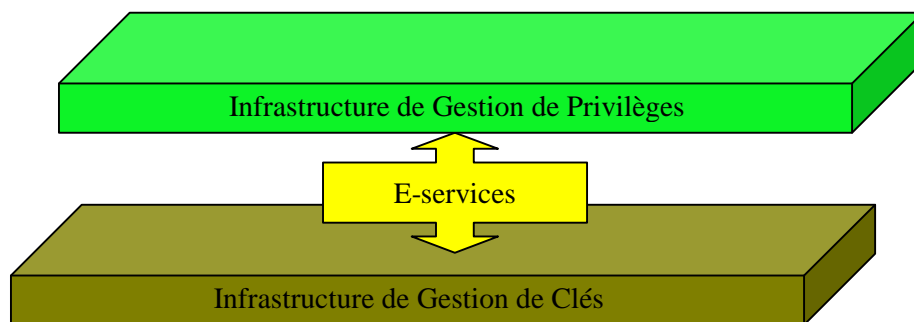 Infrastructure de Gestion de Privilèges
E-services
Infrastructure de Gestion de Clés